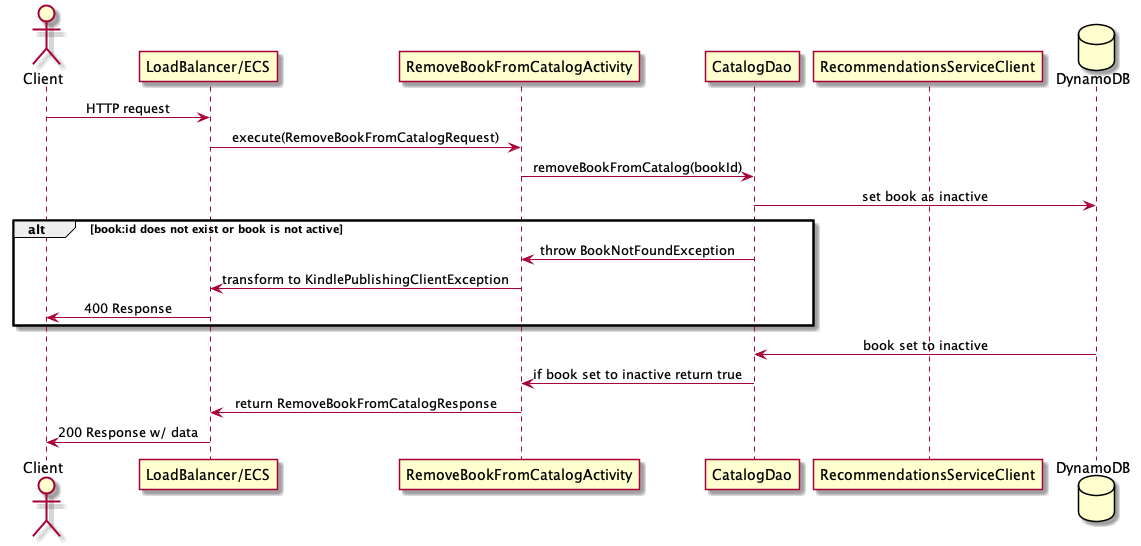 Client
LoadBalancer/ECS
RemoveBookFromCatalogActivity
CatalogDao
RecommendationsServiceClient
DynamoDB
HTTP request
execute(RemoveBookFromCatalogRequest)
removeBookFromCatalog(bookId)
set book as inactive
alt
[book:id does not exist or book is not active]
throw BookNotFoundException
transform to KindlePublishingClientException
400 Response
book set to inactive
if book set to inactive return true
return RemoveBookFromCatalogResponse
200 Response w/ data
Client
LoadBalancer/ECS
RemoveBookFromCatalogActivity
CatalogDao
RecommendationsServiceClient
DynamoDB